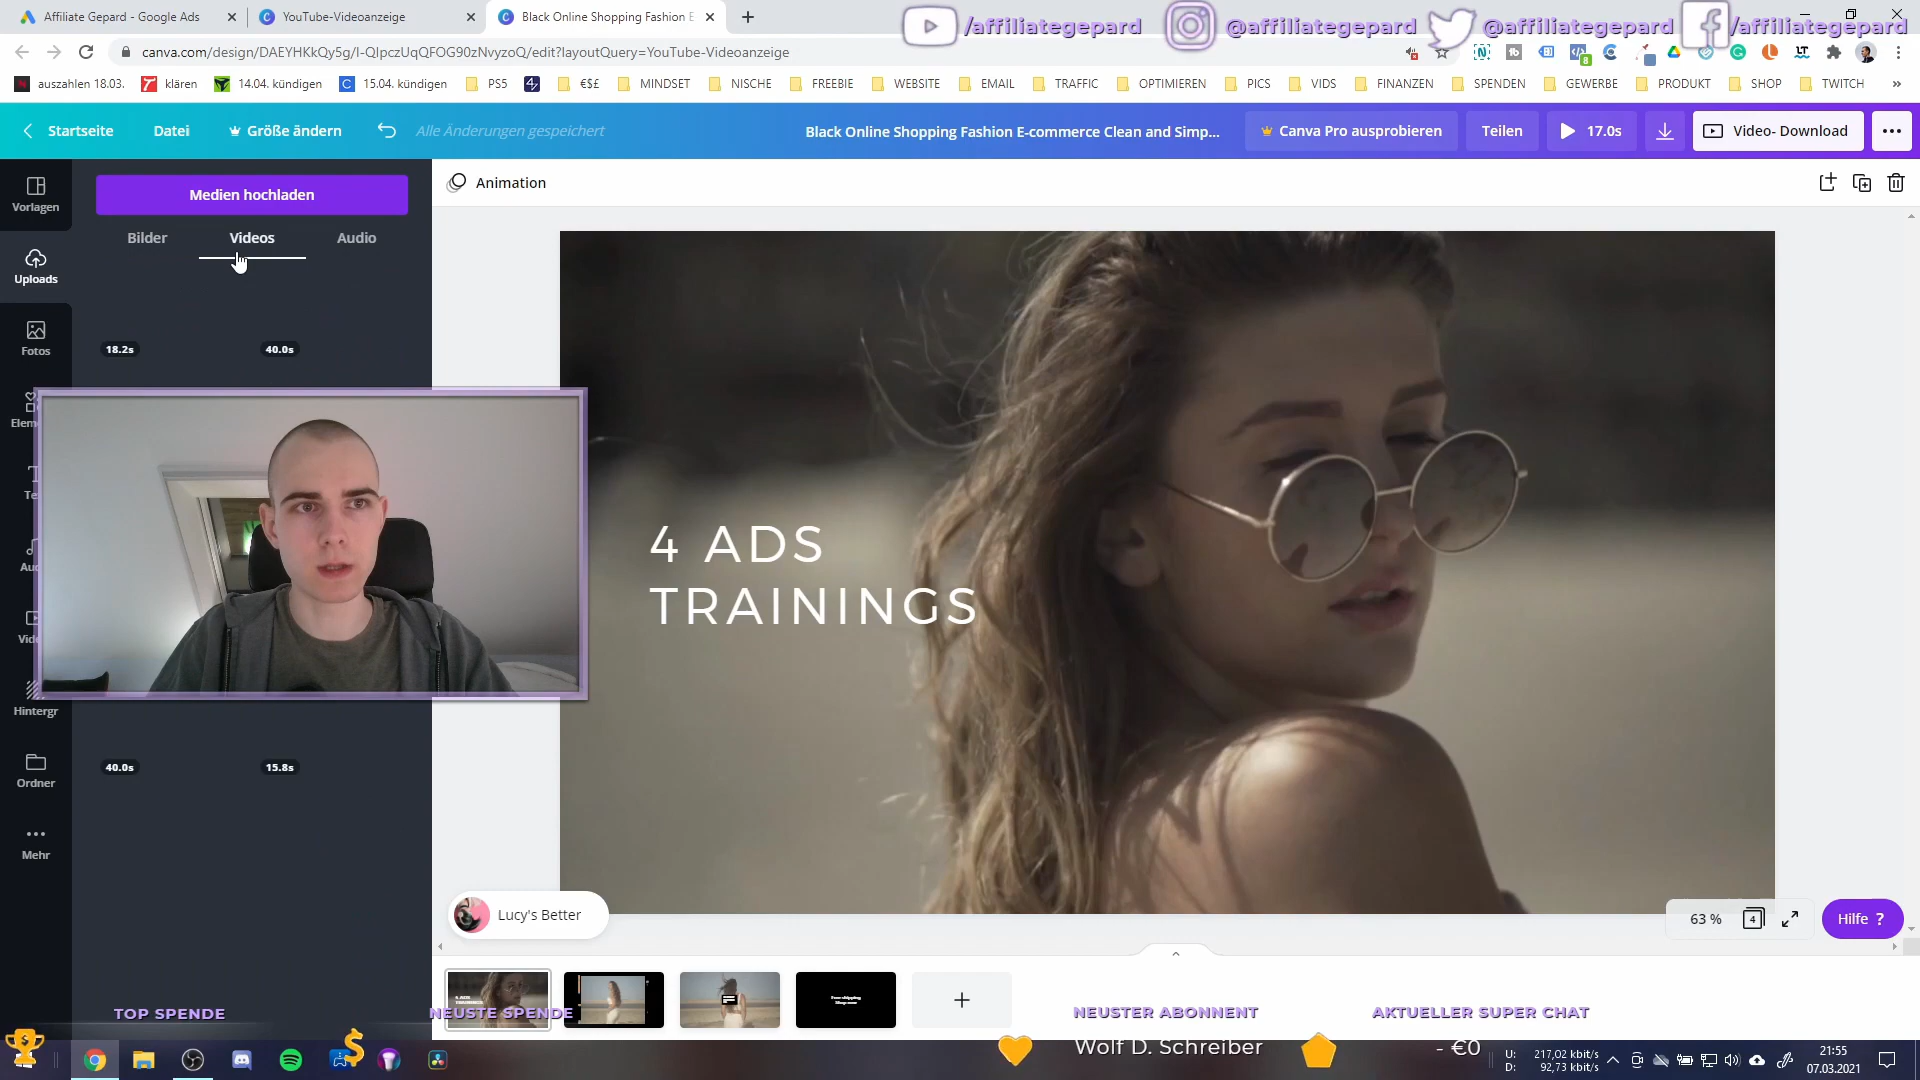 Affiliate Gepard - Google Ads
YouTube-Videoanzeige
Black Online Shopping Fashion E
/affiliategepard
@affiliategepard
@affiliategepard
/affiliategepard
canva.com/design/DAEYHKkQy5g/I-QIpczUqQFOG90zNvyzoQ/edit?layoutQuery=YouTube-Videoanzeige
auszahlen 18.03.
klären
14.04. kündigen
15.04. kündigen
PS5
€$£
MINDSET
NISCHE
FREEBIE
WEBSITE
EMAIL
TRAFFIC
OPTIMIEREN
PICS
VIDS
FINANZEN
SPENDEN
GEWERBE
PRODUKT
SHOP
TWITCH
»
Startseite
Datei
Größe ändern
Alle Änderungen gespeichert
Black Online Shopping Fashion E-commerce Clean and Simp...
Canva Pro ausprobieren
Teilen
17.0s
Video- Download
Vorlagen
Uploads
Fotos
Hintergr
Ordner
Mehr
Medien hochladen
Bilder
Videos
Audio
18.2s
40.0s
40.0s
15.8s
Animation
4 ADS
TRAININGS
Lucy's Better
63 %
4
Hilfe ?
Free shipping
Shop now
TOP SPENDE
NEUSTE SPENDE
NEUSTER ABONNENT
AKTUELLER SUPER CHAT
Wolf D. Schreiber
- €0
U: 217,02 kbit/s
D: 92,73 kbit/s
21:55
07.03.2021